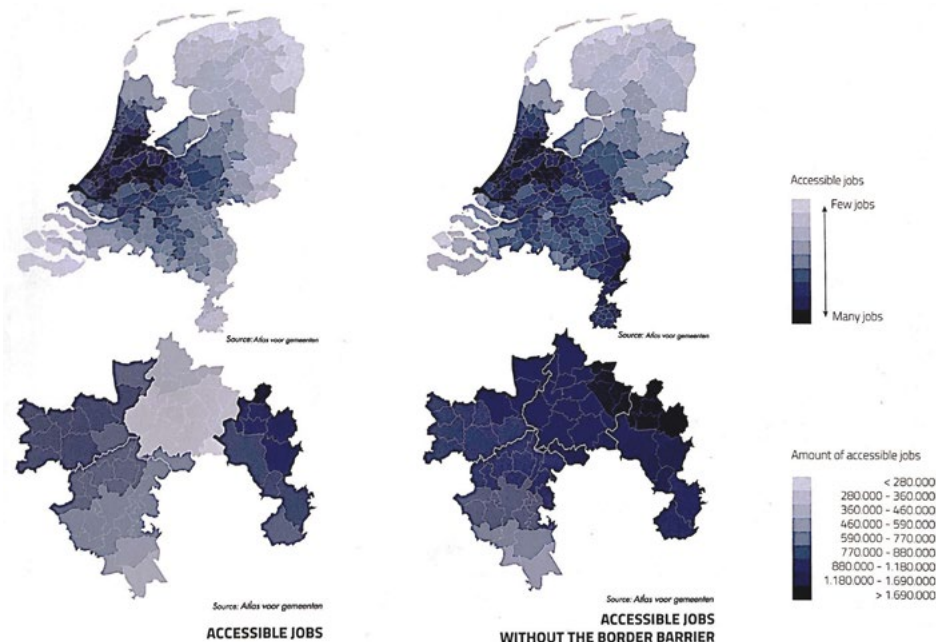 Source: Atlas voor gemeenten
Source: Atlas voor gemeenten
Accessible jobs
Few jobs
Many jobs
Source: Atlas voor gemeenten
ACCESSIBLE JOBS
Source: Atlas voor gemeenten
ACCESSIBLE JOBS
WITHOUT THE BORDER BARRIER
Amount of accessible jobs
< 280.000
280.000 - 360.000
360.000 - 460.000
460.000 - 590.000
590.000 - 770.000
770.000 - 880.000
880.000 - 1.180.000
1.180.000 - 1.690.000
> 1.690.000